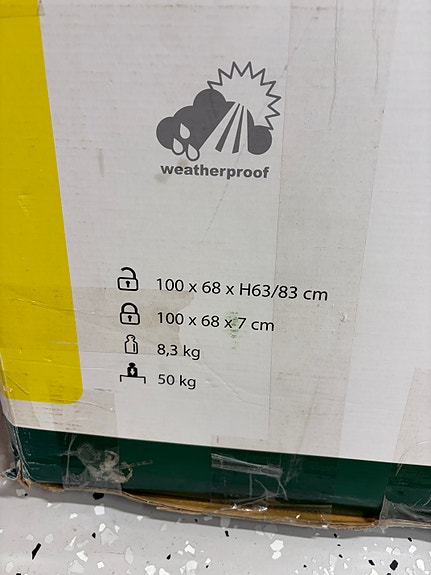 weatherproof
100 x 68 x H63/83 cm
100 x 68 x 7 cm
8,3 kg
50 kg